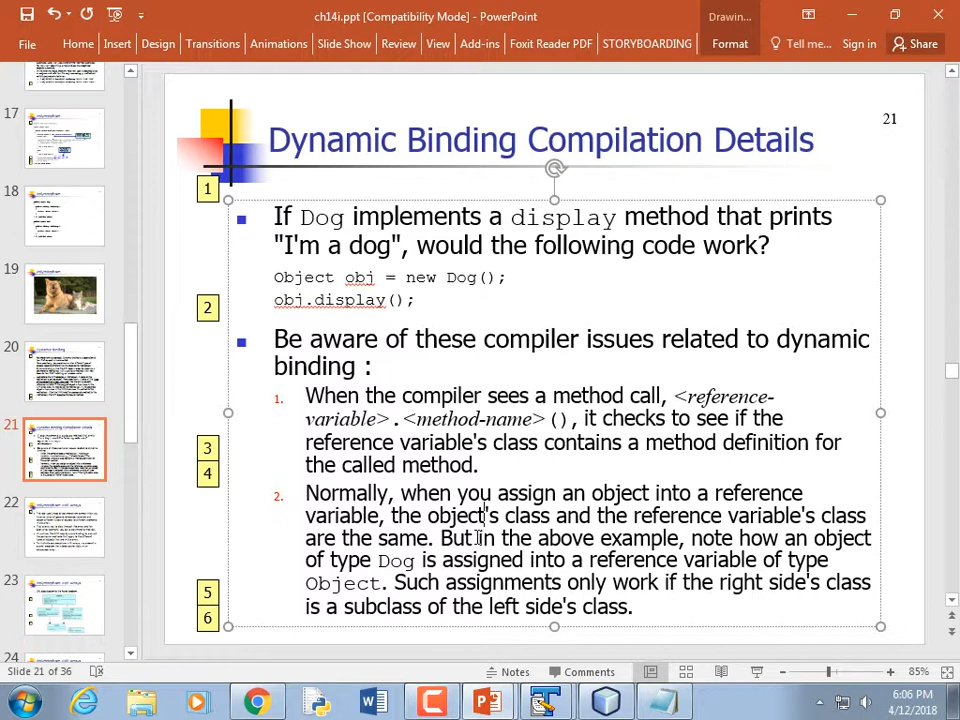 ch14i.ppt [Compatibility Mode] - PowerPoint
Drawin...
File Home Insert Design Transitions Animations Slide Show Review View Add-ins Foxit Reader PDF STORYBOARDING Format Tell me... Sign in Share
17
18
19
20
21
22
23
24
21
Dynamic Binding Compilation Details
1
If Dog implements a display method that prints
"I'm a dog", would the following code work?
Object obj = new Dog();
obj.display();
2
Be aware of these compiler issues related to dynamic
binding :
1. When the compiler sees a method call, <reference-
variable>.<method-name>(), it checks to see if the
reference variable's class contains a method definition for
the called method.
3
4
2. Normally, when you assign an object into a reference
variable, the object's class and the reference variable's class
are the same. But in the above example, note how an object
of type Dog is assigned into a reference variable of type
Object. Such assignments only work if the right side's class
is a subclass of the left side's class.
5
6
Slide 21 of 36 Notes Comments 85%
6:06 PM
4/12/2018